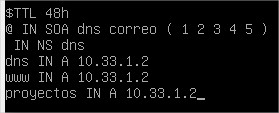 $TTL 48h
@ IN SOA dns correo ( 1 2 3 4 5 )
 IN NS dns
dns IN A 10.33.1.2
www IN A 10.33.1.2
proyectos IN A 10.33.1.2_